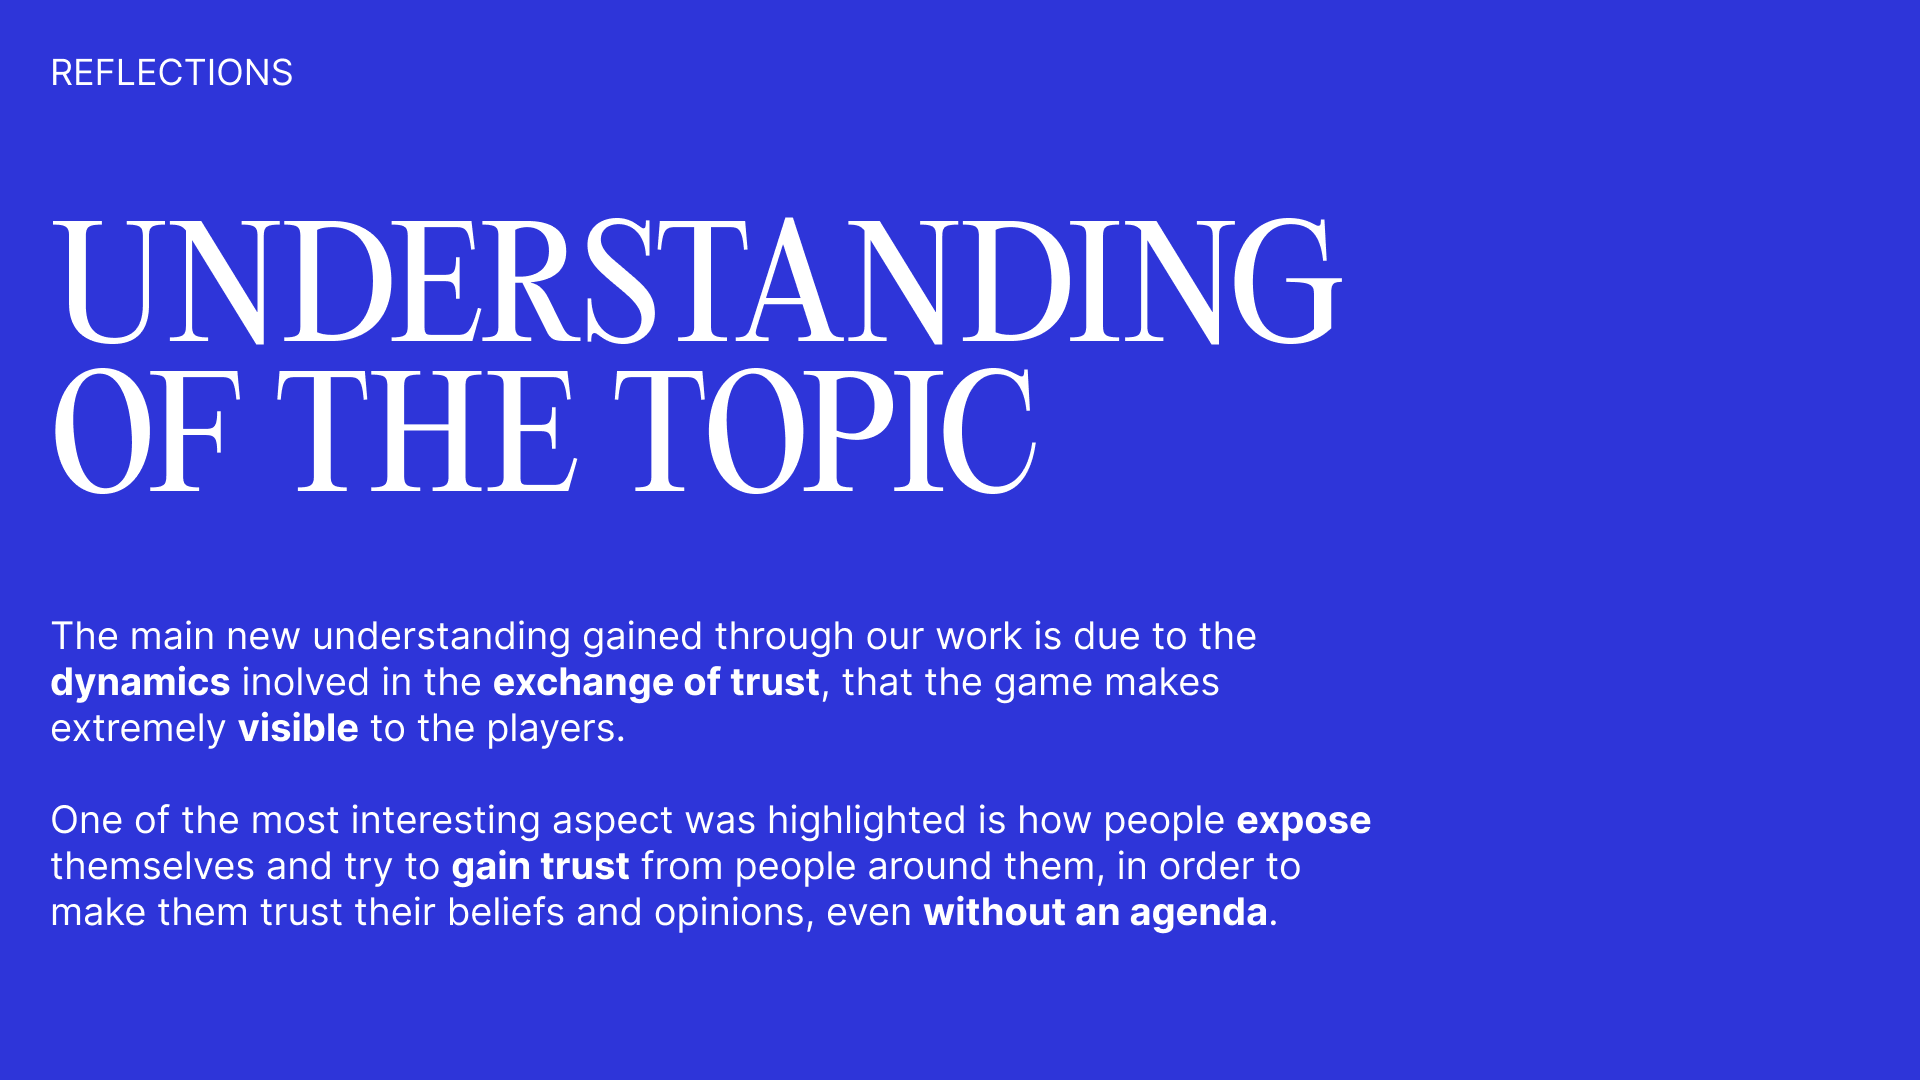 REFLECTIONS
UNDERSTANDING
OF THE TOPIC
The main new understanding gained through our work is due to the
dynamics inolved in the exchange of trust, that the game makes
extremely visible to the players.
One of the most interesting aspect was highlighted is how people expose
themselves and try to gain trust from people around them, in order to
make them trust their beliefs and opinions, even without an agenda.